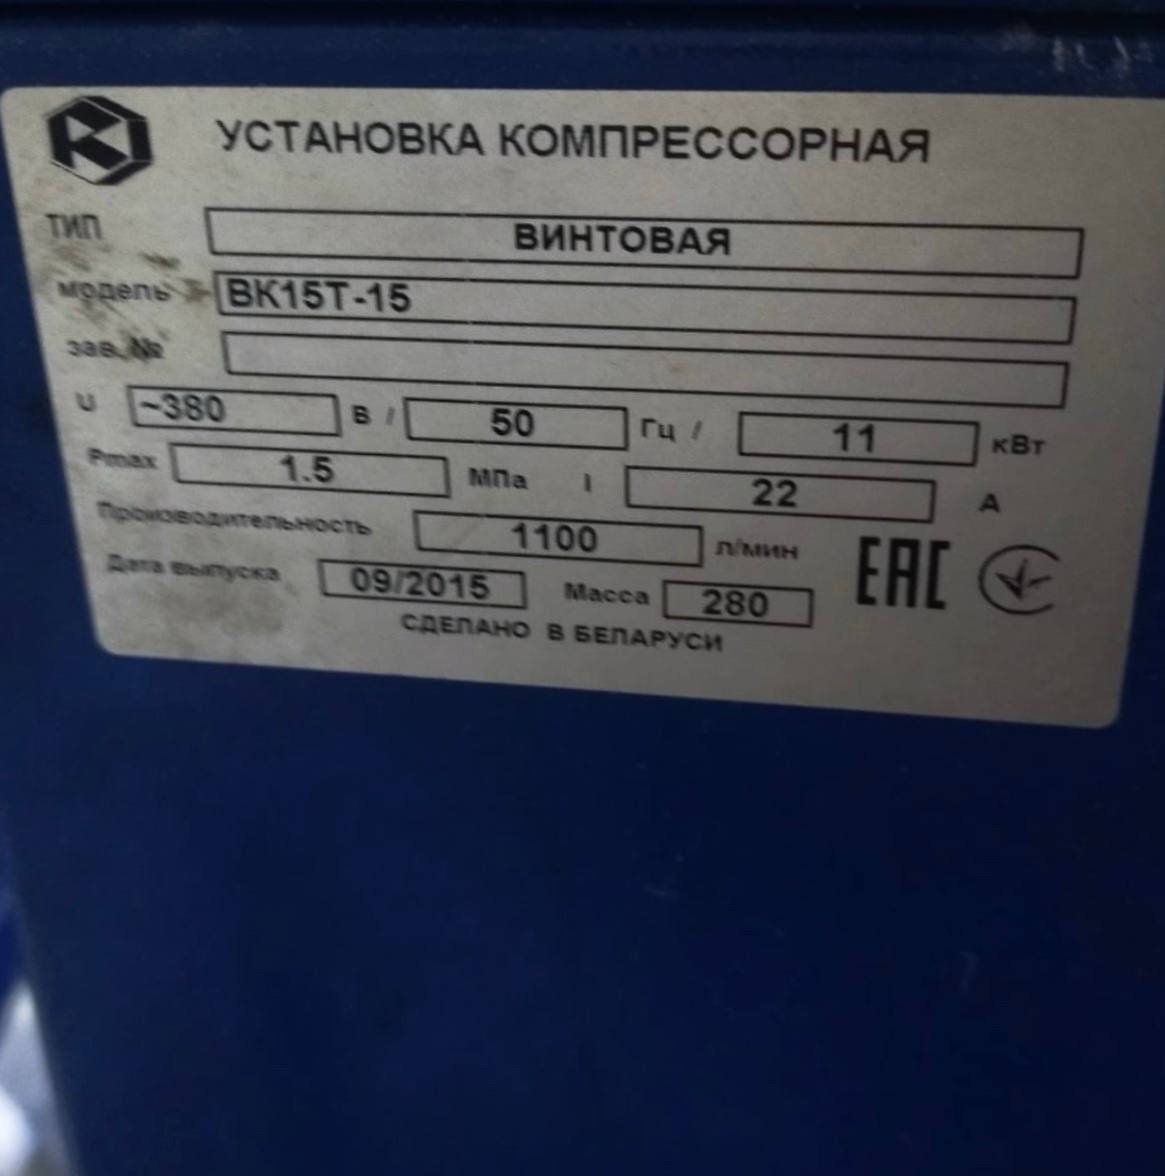 УСТАНОВКА КОМПРЕССОРНАЯ
ТИП ВИНТОВАЯ
модель ВК15Т-15
зав. №
U ~380 В / 50 Гц / 11 кВт
Pmax 1.5 МПа I 22 А
Производительность 1100 л/мин
Дата выпуска 09/2015 Масса 280
EAC
СДЕЛАНО В БЕЛАРУСИ